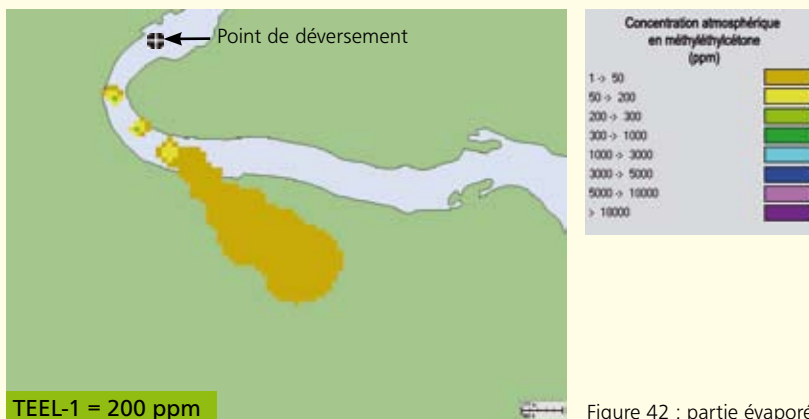 Point de déversement
TEEL-1 = 200 ppm
Concentration atmosphérique
en méthyléthylcétone
(ppm)
1 -> 50
50 -> 200
200 -> 300
300 -> 1000
1000 -> 3000
3000 -> 5000
5000 -> 10000
> 10000
Figure 42 : partie évaporé